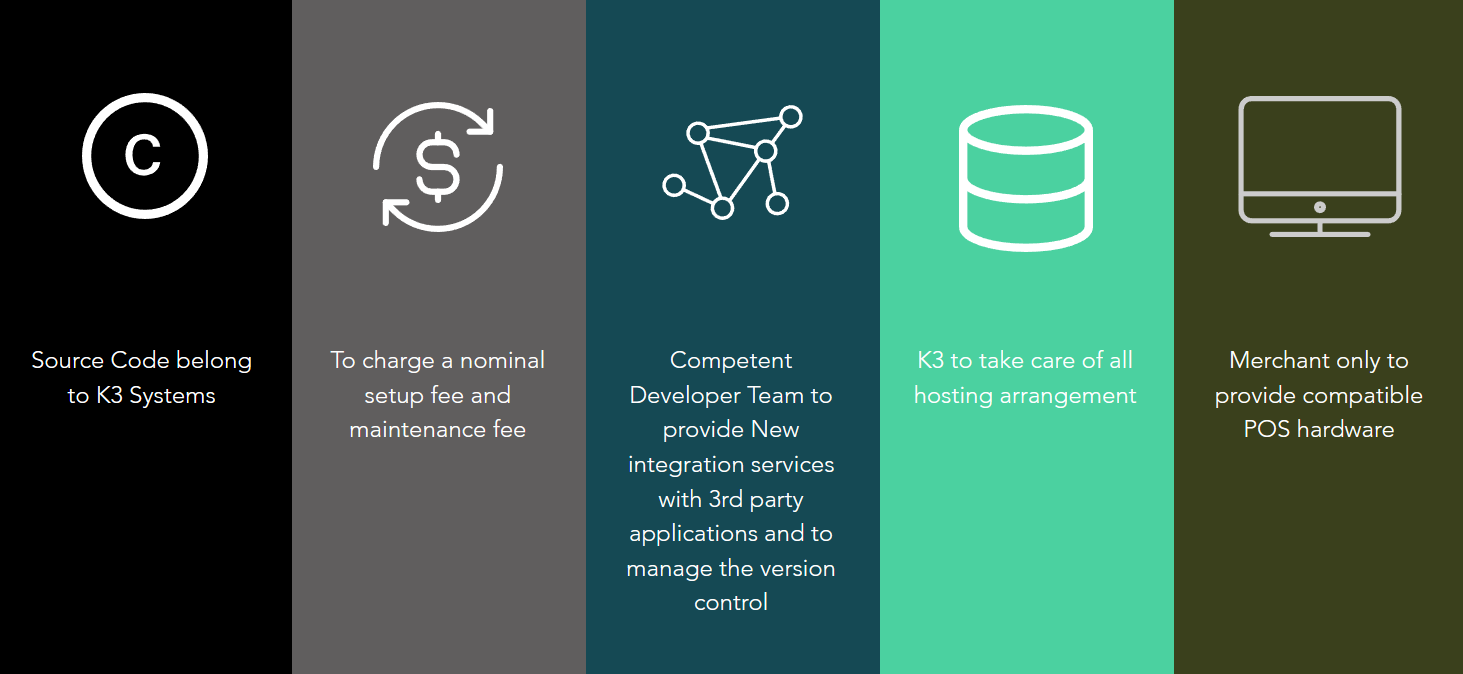 C
$
Source Code belong
to K3 Systems
To charge a nominal
setup fee and
maintenance fee
Competent
Developer Team to
provide New
integration services
with 3rd party
applications and to
manage the version
control
K3 to take care of all
hosting arrangement
Merchant only to
provide compatible
POS hardware